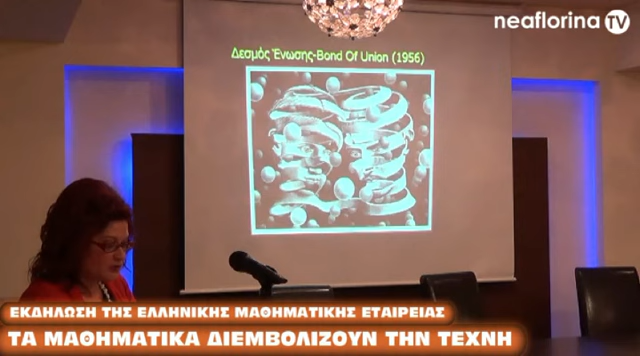 neaflorina TV
Δεσμός Ένωσης-Bond Of Union (1956)
ΕΚΔΗΛΩΣΗ ΤΗΣ ΕΛΛΗΝΙΚΗΣ ΜΑΘΗΜΑΤΙΚΗΣ ΕΤΑΙΡΕΙΑΣ
ΤΑ ΜΑΘΗΜΑΤΙΚΑ ΔΙΕΜΒΟΛΙΖΟΥΝ ΤΗΝ ΤΕΧΝΗ